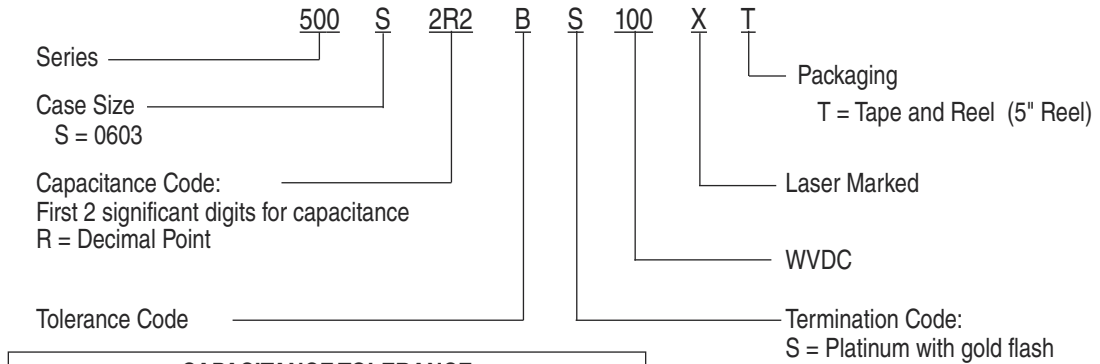 500 S 2R2 B S 100 X T
Series
Packaging
T = Tape and Reel (5" Reel)
Case Size
S = 0603
Capacitance Code:
First 2 significant digits for capacitance
R = Decimal Point
Laser Marked
WVDC
Tolerance Code
Termination Code:
S = Platinum with gold flash
CAPACITANCE TOLERANCE